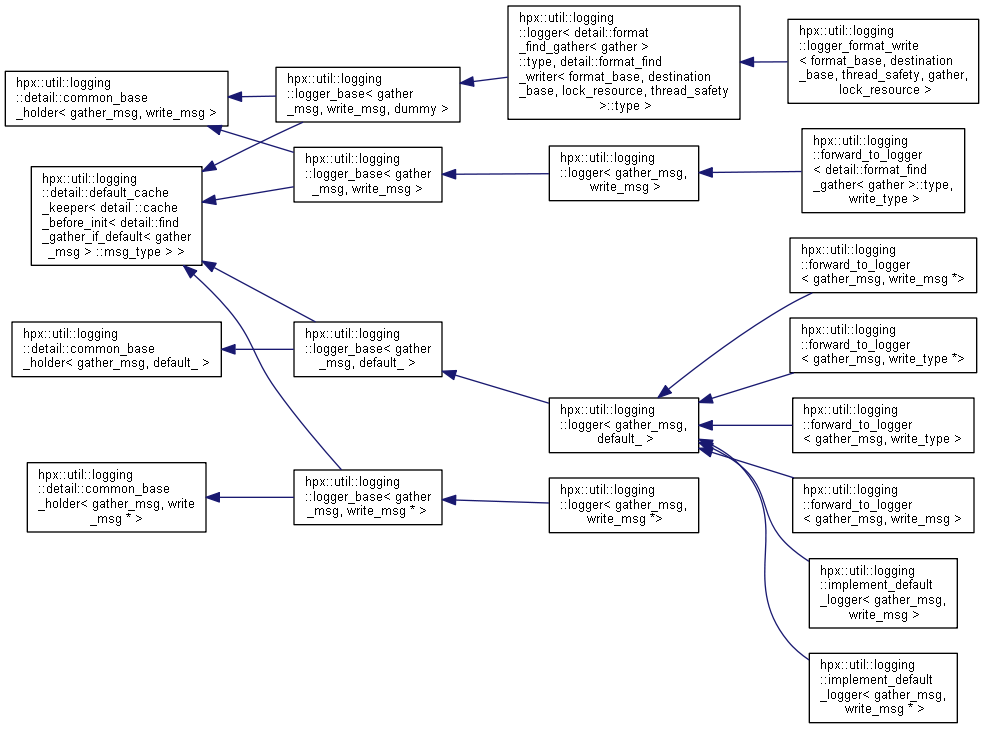 hpx::util::logging
::detail::common_base
_holder< gather_msg, write_msg >
hpx::util::logging
::detail::default_cache
_keeper< detail ::cache
_before_init< detail::find
_gather_if_default< gather
_msg > ::msg_type > >
hpx::util::logging
::detail::common_base
_holder< gather_msg, default_ >
hpx::util::logging
::detail::common_base
_holder< gather_msg, write
_msg * >
hpx::util::logging
::logger_base< gather
_msg, write_msg, dummy >
hpx::util::logging
::logger_base< gather
_msg, write_msg >
hpx::util::logging
::logger_base< gather
_msg, default_ >
hpx::util::logging
::logger_base< gather
_msg, write_msg * >
hpx::util::logging
::logger< detail::format
_find_gather< gather >
::type, detail::format_find
_writer< format_base, destination
_base, lock_resource, thread_safety
>::type >
hpx::util::logging
::logger< gather_msg,
write_msg >
hpx::util::logging
::logger< gather_msg,
default_ >
hpx::util::logging
::logger< gather_msg,
write_msg *>
hpx::util::logging
::logger_format_write
< format_base, destination
_base, thread_safety, gather,
lock_resource >
hpx::util::logging
::forward_to_logger
< detail::format_find
_gather< gather >::type,
write_type >
hpx::util::logging
::forward_to_logger
< gather_msg, write_msg *>
hpx::util::logging
::forward_to_logger
< gather_msg, write_type *>
hpx::util::logging
::forward_to_logger
< gather_msg, write_type >
hpx::util::logging
::forward_to_logger
< gather_msg, write_msg >
hpx::util::logging
::implement_default
_logger< gather_msg,
write_msg >
hpx::util::logging
::implement_default
_logger< gather_msg,
write_msg * >